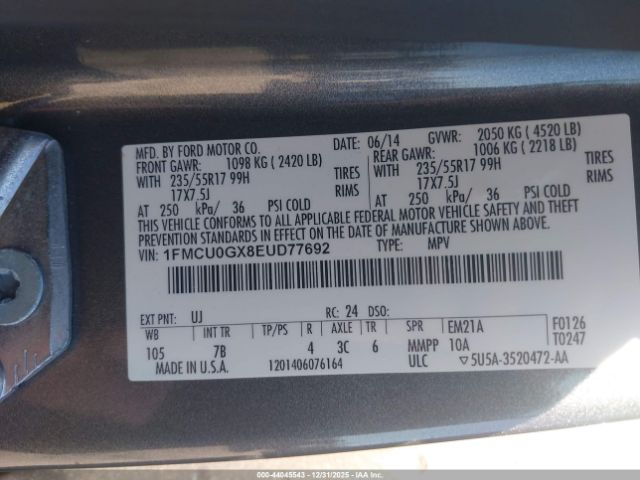 MFD. BY FORD MOTOR CO. DATE: 06/14 GVWR: 2050 KG ( 4520 LB)
FRONT GAWR: 1098 KG ( 2420 LB) REAR GAWR: 1006 KG ( 2218 LB)
WITH 235/55R17 99H TIRES WITH 235/55R17 99H TIRES
17X7.5J RIMS 17X7.5J RIMS
AT 250 kPa/ 36 PSI COLD AT 250 kPa/ 36 PSI COLD
THIS VEHICLE CONFORMS TO ALL APPLICABLE FEDERAL MOTOR VEHICLE SAFETY AND THEFT
PREVENTION STANDARDS IN EFFECT ON THE DATE OF MANUFACTURE SHOWN ABOVE.
VIN: 1FMCU0GX8EUD77692 TYPE: MPV
EXT PNT: UJ RC: 24 DSO:
WB INT TR TP/PS R AXLE TR SPR EM21A F0126
105 7B 4 3C 6 MMPP 10A T0247
MADE IN U.S.A. 1201406076164 ULC ▽5U5A-3520472-AA
000-44045543 - 12/31/2025 - IAAI.COM